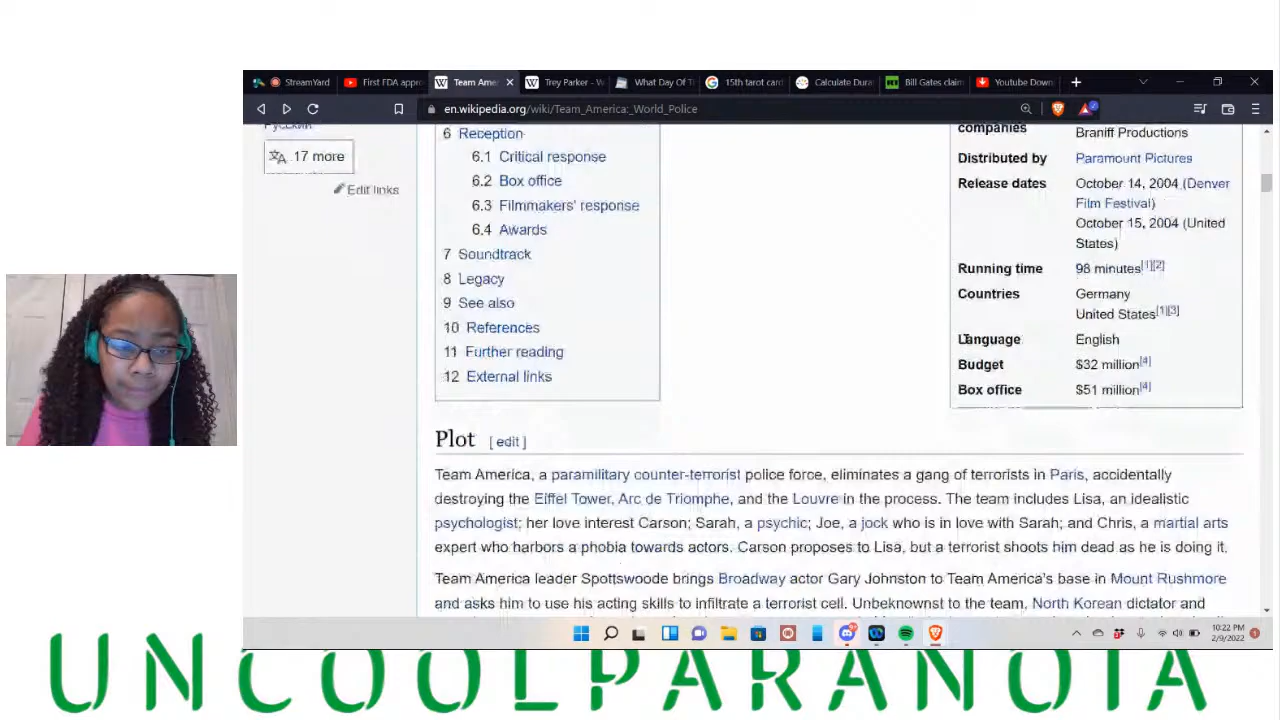 StreamYard
First FDA appro
Team Ame
Trey Parker - W
What Day Of Th
15th tarot card
Calculate Durat
Bill Gates claim
Youtube Down
en.wikipedia.org/wiki/Team_America:_World_Police
Русский
17 more
Edit links
6 Reception
6.1 Critical response
6.2 Box office
6.3 Filmmakers' response
6.4 Awards
7 Soundtrack
8 Legacy
9 See also
10 References
11 Further reading
12 External links
companies Braniff Productions
Distributed by Paramount Pictures
Release dates October 14, 2004 (Denver
Film Festival)
October 15, 2004 (United
States)
Running time 98 minutes[1][2]
Countries Germany
United States[1][3]
Language English
Budget $32 million[4]
Box office $51 million[4]
Plot [ edit ]
Team America, a paramilitary counter-terrorist police force, eliminates a gang of terrorists in Paris, accidentally
destroying the Eiffel Tower, Arc de Triomphe, and the Louvre in the process. The team includes Lisa, an idealistic
psychologist; her love interest Carson; Sarah, a psychic; Joe, a jock who is in love with Sarah; and Chris, a martial arts
expert who harbors a phobia towards actors. Carson proposes to Lisa, but a terrorist shoots him dead as he is doing it.
Team America leader Spottswoode brings Broadway actor Gary Johnston to Team America's base in Mount Rushmore
and asks him to use his acting skills to infiltrate a terrorist cell. Unbeknownst to the team, North Korean dictator and
10:22 PM
2/9/2022
UNCOOLPARANOIA